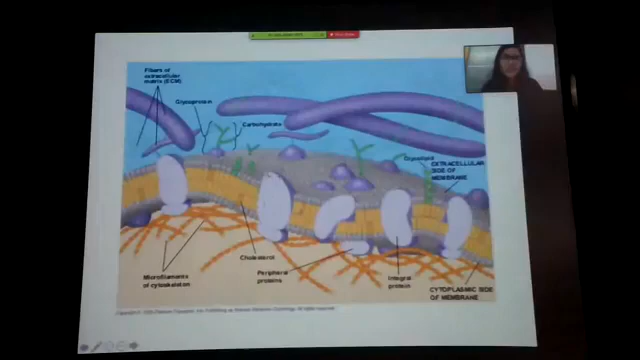 Fibers of
extracellular
matrix (ECM)
Glycoprotein
Carbohydrate
Glycolipid
EXTRACELLULAR
SIDE OF
MEMBRANE
Cholesterol
Microfilaments
of cytoskeleton
Peripheral
proteins
Integral
protein
CYTOPLASMIC SIDE
OF MEMBRANE